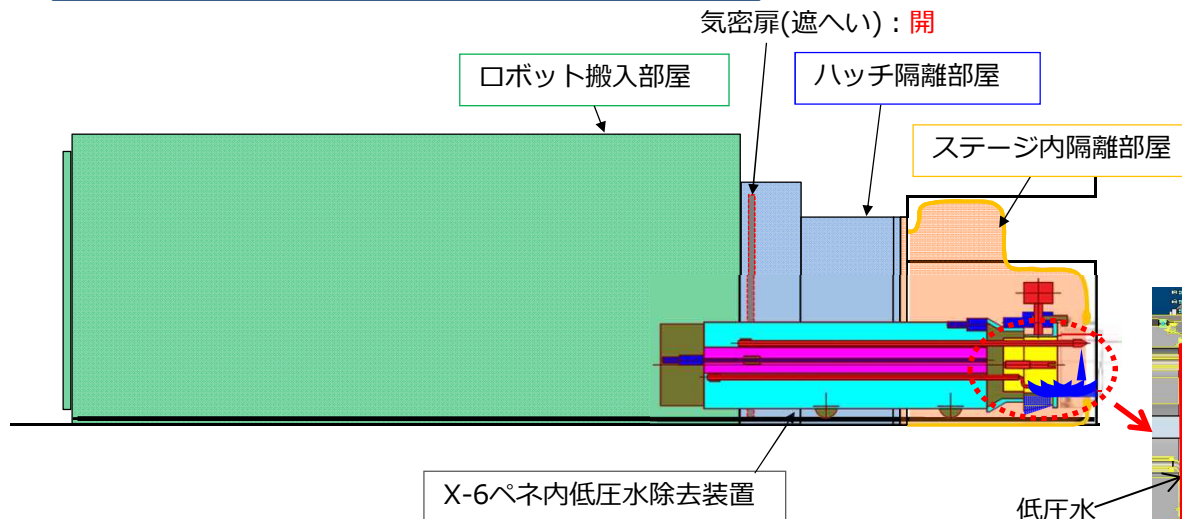 気密扉(遮へい)：開
ロボット搬入部屋
ハッチ隔離部屋
ステージ内隔離部屋
X-6ペネ内低圧水除去装置
低圧水